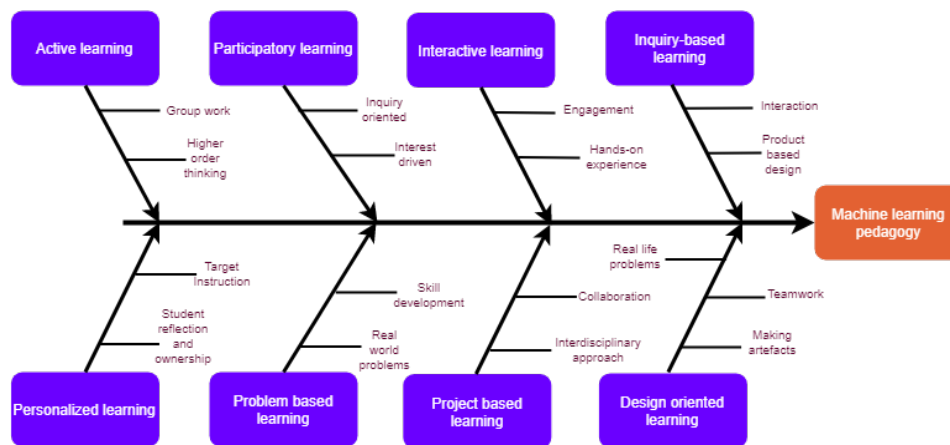 Active learning
Participatory learning
Interactive learning
Inquiry-based
learning
Group work
Higher
order
thinking
Inquiry
oriented
Interest
driven
Engagement
Hands-on
experience
Interaction
Product
based
design
Machine learning
pedagogy
Target
Instruction
Student
reflection
and
ownership
Skill
development
Real
world
problems
Collaboration
Interdisciplinary
approach
Real life
problems
Teamwork
Making
artefacts
Personalized learning
Problem based
learning
Project based
learning
Design oriented
learning